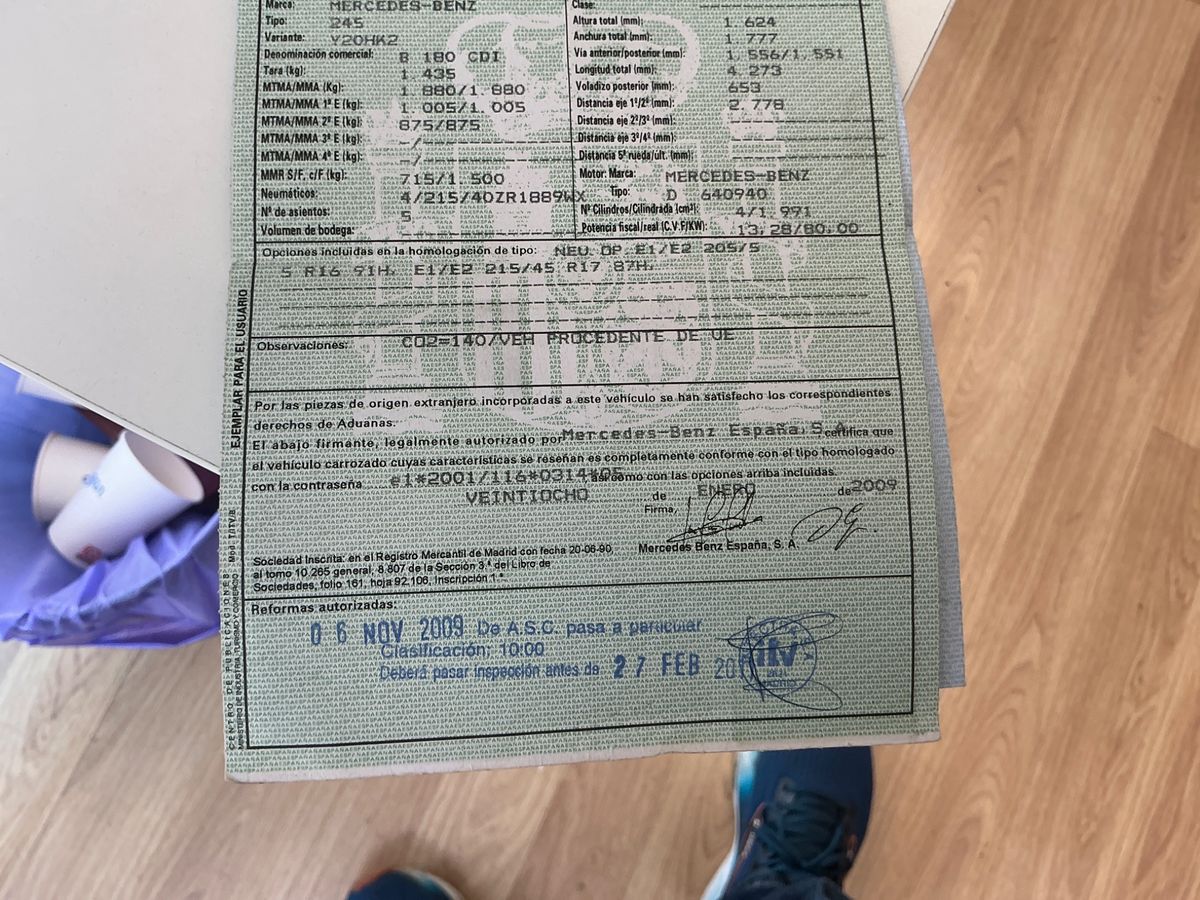 Marca: MERCEDES-BENZ
Tipo: 245
Variante: Y20HK2
Denominación comercial: B 180 CDI
Tara (kg): 1.435
MTMA/MMA (Kg): 1.880/1.880
MTMA/MMA 1º E (kg): 1.005/1.005
MTMA/MMA 2º E (kg): 875/875
MTMA/MMA 3º E (kg): -/-
MTMA/MMA 4º E (kg): -/-
MMR S/F, c/F (kg): 715/1.500
Neumáticos: 4/215/40ZR1889WX
Nº de asientos: 5
Volumen de bodega:
Clase:
Altura total (mm): 1.624
Anchura total (mm): 1.777
Via anterior/posterior (mm): 1.556/1.551
Longitud total (mm): 4.273
Voladizo posterior (mm): 653
Distancia eje 1º/2º (mm): 2.778
Distancia eje 2º/3º (mm):
Distancia eje 3º/4º (mm):
Distancia 5ª rueda/últ. (mm):
Motor: Marca: MERCEDES-BENZ
Tipo: D 640940
Nº Cilindros/Cilindrada (cm³): 4/1.991
Potencia fiscal/real (C.V.F/KW): 13,28/80,00
Opciones incluidas en la homologación de tipo: NEU OP E1/E2 205/5
5 R16 91H, E1/E2 215/45 R17 87H,
Observaciones: CO2=140/VEH PROCEDENTE DE UE
Por las piezas de origen extranjero incorporadas a este vehículo se han satisfecho los correspondientes
derechos de Aduanas.
El abajo firmante, legalmente autorizado por Mercedes-Benz España, S.A. certifica que
el vehículo carrozado cuyas características se reseñan es completamente conforme con el tipo homologado
con la contraseña e1*2001/116*0314*05 así como con las opciones arriba incluidas.
VEINTIOCHO de ENERO de 2009
Firma,
Mercedes Benz España, S. A.
Sociedad Inscrita: en el Registro Mercantil de Madrid con fecha 20-06-90,
al tomo 10.265 general, 8.807 de la Sección 3.ª del Libro de
Sociedades, folio 161, hoja 92.106, Inscripción 1.ª
Reformas autorizadas:
06 NOV 2009 De A.S.C. pasa a particular
Clasificación: 10:00
Deberá pasar inspección antes de 27 FEB
itv
EJEMPLAR PARA EL USUARIO
CENTRO DE PUBLICACIONES
MINISTERIO DE INDUSTRIA, TURISMO Y COMERCIO